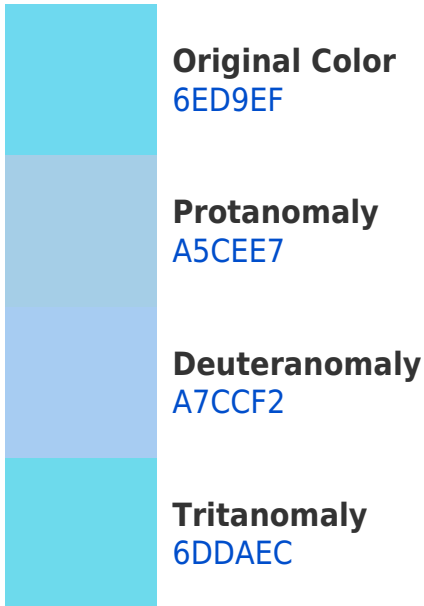 Original Color
6ED9EF
Protanomaly
A5CEE7
Deuteranomaly
A7CCF2
Tritanomaly
6DDAEC